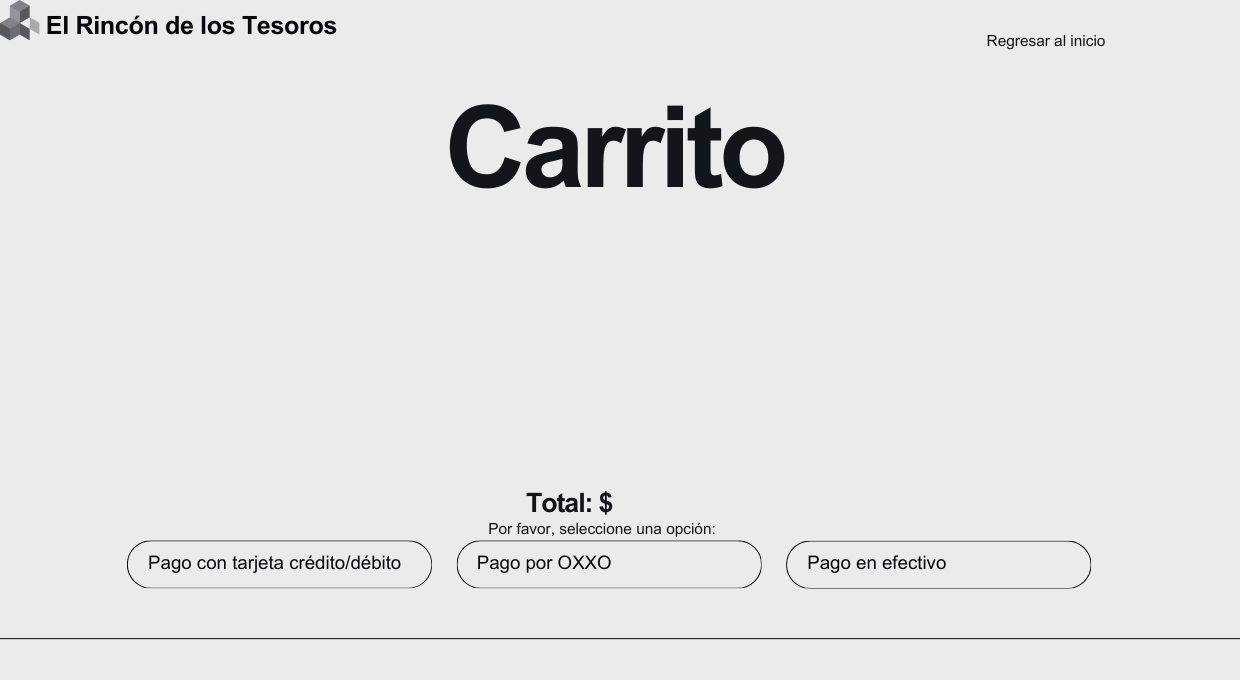 El Rincón de los Tesoros
Regresar al inicio
Carrito
Total: $
Por favor, seleccione una opción:
Pago con tarjeta crédito/débito
Pago por OXXO
Pago en efectivo